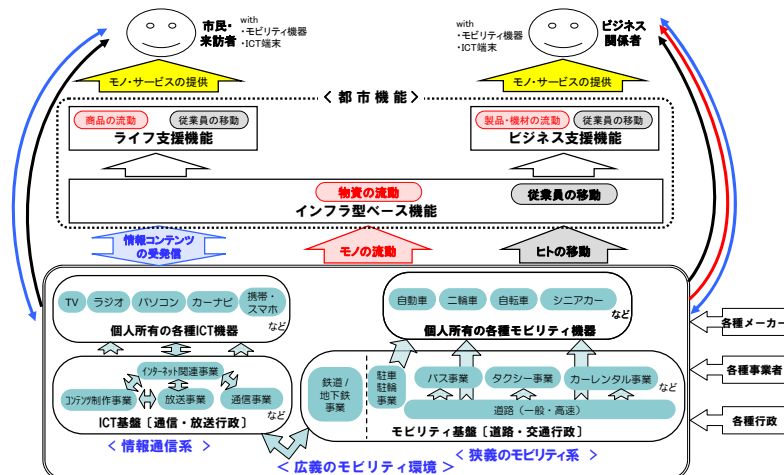 市民・
来訪者
with
・モビリティ機器
・ICT端末
with
・モビリティ機器
・ICT端末
ビジネス
関係者
モノ・サービスの提供
モノ・サービスの提供
＜都市機能＞
商品の流動
従業員の移動
ライフ支援機能
製品・機材の流動
従業員の移動
ビジネス支援機能
物資の流動
従業員の移動
インフラ型ベース機能
情報コンテンツ
の受発信
モノの流動
ヒトの移動
TV
ラジオ
パソコン
カーナビ
携帯・
スマホ
など
個人所有の各種ICT機器
自動車
二輪車
自転車
シニアカー
など
個人所有の各種モビリティ機器
各種メーカー
インターネット関連事業
コンテンツ制作事業
放送事業
通信事業
など
ICT基盤〔通信・放送行政〕
鉄道/
地下鉄
事業
駐車
駐輪
事業
バス事業
タクシー事業
カーレンタル事業
など
道路（一般・高速）
モビリティ基盤〔道路・交通行政〕
各種事業者
各種行政
＜ 情報通信系 ＞
＜ 広義のモビリティ環境 ＞
＜ 狭義のモビリティ系 ＞